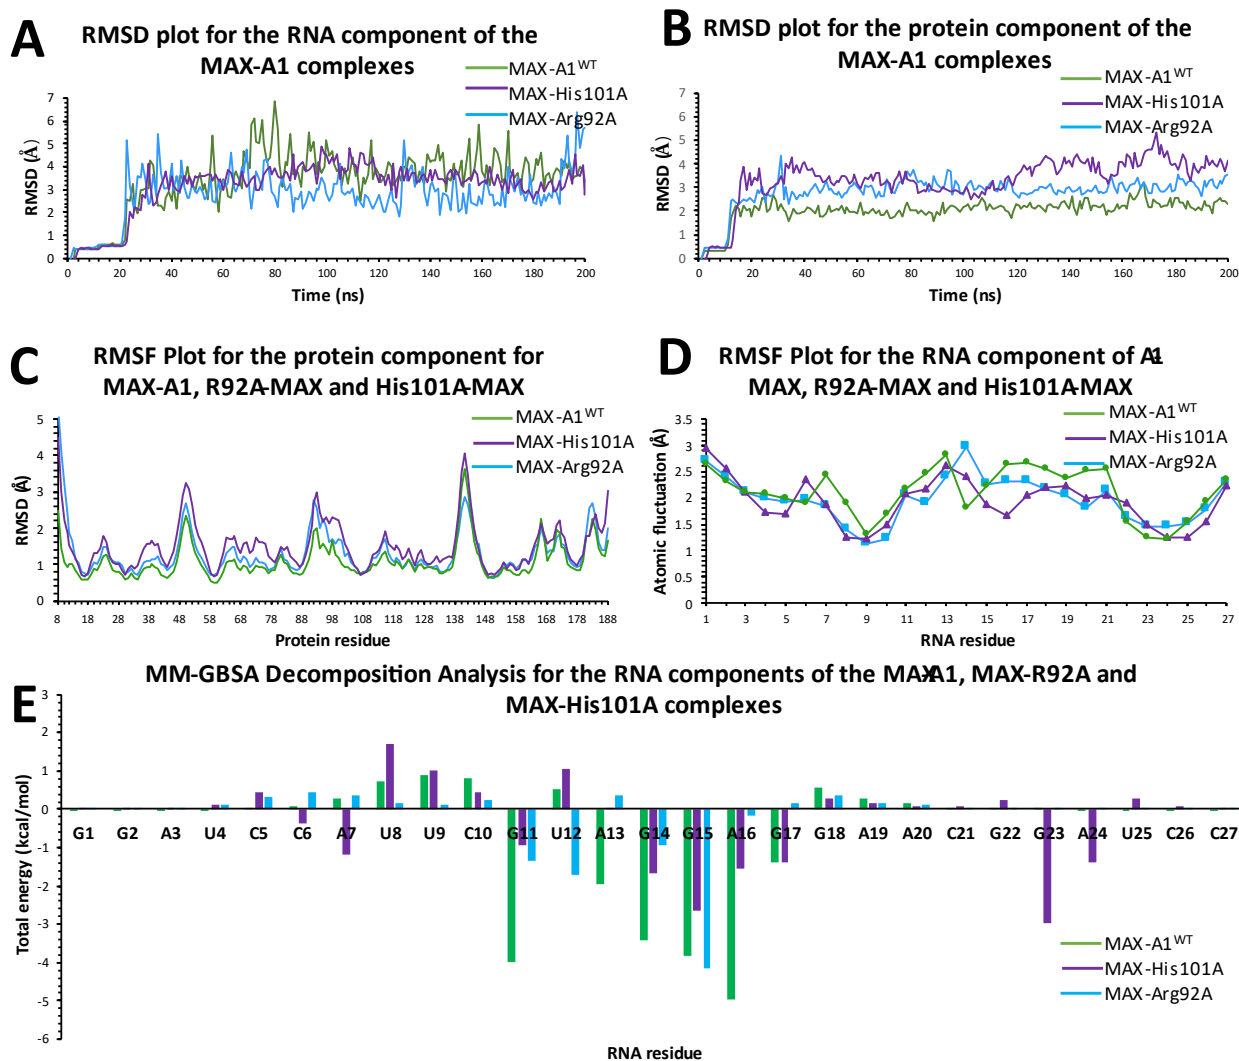 A
RMSD plot for the RNA component of the
MAX-A1 complexes
MAX-A1WT
MAX-His101A
MAX-Arg92A
7
6
5
4
3
2
1
0
RMSD (Å)
0 20 40 60 80 100 120 140 160 180 200
Time (ns)
B
RMSD plot for the protein component of the
MAX-A1 complexes
MAX-A1WT
MAX-His101A
MAX-Arg92A
7
6
5
4
3
2
1
0
RMSD (Å)
0 20 40 60 80 100 120 140 160 180 200
Time (ns)
C
RMSF Plot for the protein component for
MAX-A1, R92A-MAX and His101A-MAX
MAX-A1WT
MAX-His101A
MAX-Arg92A
5
4
3
2
1
0
RMSD (Å)
8 18 28 38 48 58 68 78 88 98 108 118 128 138 148 158 168 178 188
Protein residue
D
RMSF Plot for the RNA component of A1-
MAX, R92A-MAX and His101A-MAX
MAX-A1WT
MAX-His101A
MAX-Arg92A
3.5
3
2.5
2
1.5
1
0.5
0
Atomic fluctuation (Å)
1 3 5 7 9 11 13 15 17 19 21 23 25 27
RNA residue
E
MM-GBSA Decomposition Analysis for the RNA components of the MAX-A1, MAX-R92A and
MAX-His101A complexes
3
2
1
0
-1
-2
-3
-4
-5
-6
Total energy (kcal/mol)
G1 G2 A3 U4 C5 C6 A7 U8 U9 C10 G11 U12 A13 G14 G15 A16 G17 G18 A19 A20 C21 G22 G23 A24 U25 C26 C27
MAX-A1WT
MAX-His101A
MAX-Arg92A
RNA residue